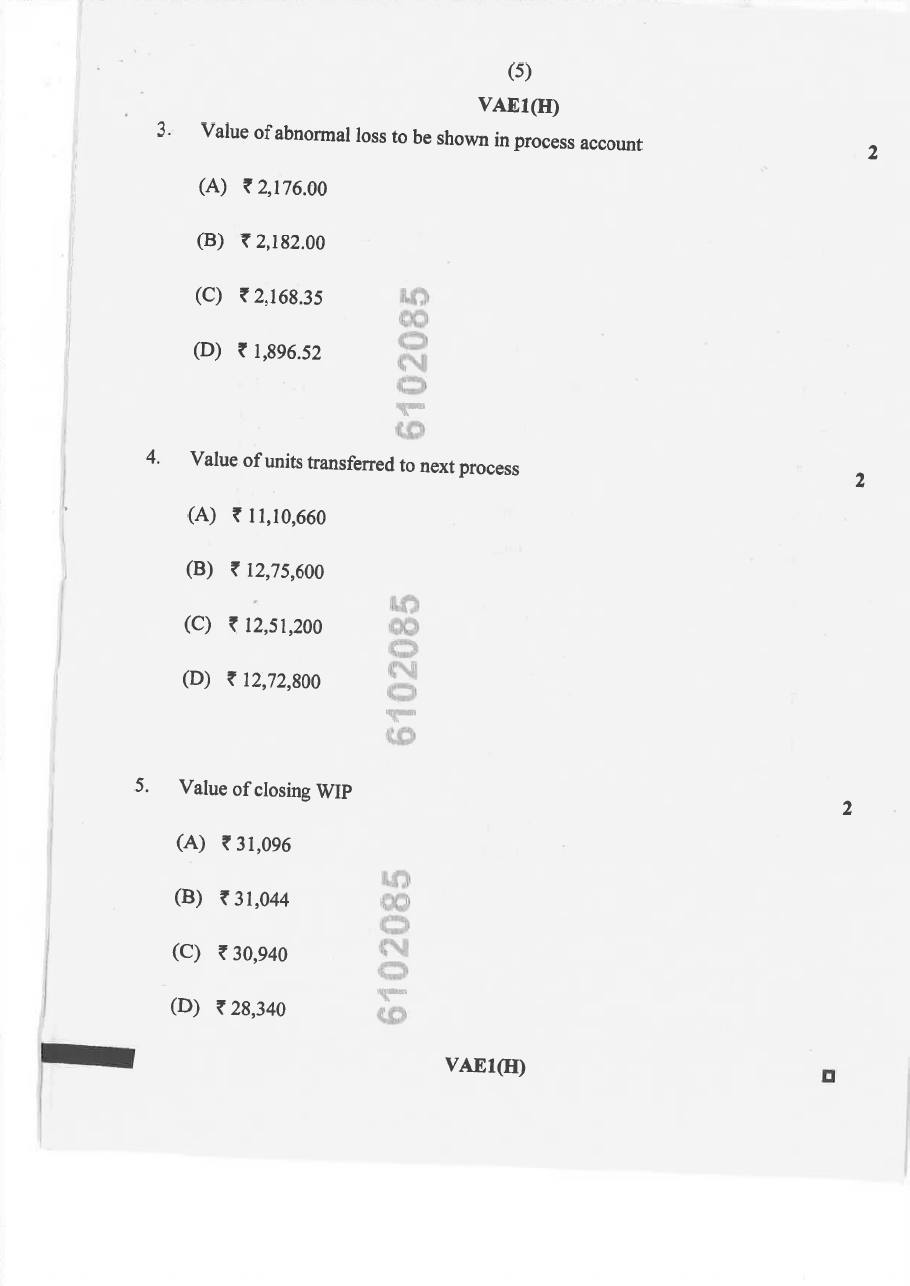 (5)
VAE1(H)
3. Value of abnormal loss to be shown in process account 2
(A) ₹ 2,176.00
(B) ₹ 2,182.00
(C) ₹ 2,168.35
(D) ₹ 1,896.52
6102085
4. Value of units transferred to next process 2
(A) ₹ 11,10,660
(B) ₹ 12,75,600
(C) ₹ 12,51,200
(D) ₹ 12,72,800
6102085
5. Value of closing WIP 2
(A) ₹ 31,096
(B) ₹ 31,044
(C) ₹ 30,940
(D) ₹ 28,340
6102085
VAE1(H)